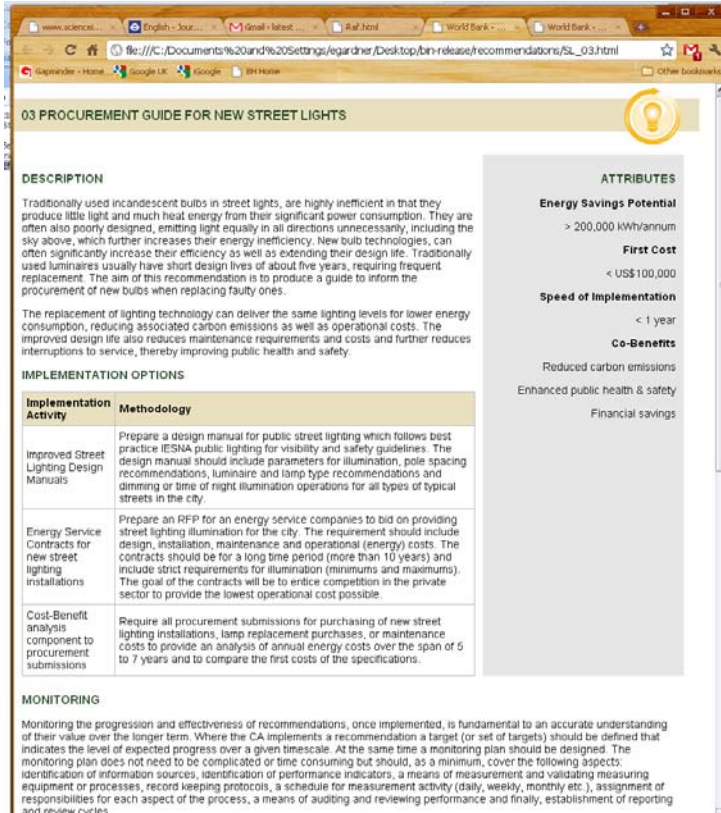 www.sciencei...
English - Jour...
Gmail - latest ...
Raf.html
World Bank - ...
World Bank - ...
file:///C:/Documents%20and%20Settings/egardner/Desktop/bin-release/recommendations/SL_03.html
Gapminder - Home Google UK iGoogle BH Home Other bookmarks
03 PROCUREMENT GUIDE FOR NEW STREET LIGHTS
DESCRIPTION
Traditionally used incandescent bulbs in street lights, are highly inefficient in that they
produce little light and much heat energy from their significant power consumption. They are
often also poorly designed, emitting light equally in all directions unnecessarily, including the
sky above, which further increases their energy inefficiency. New bulb technologies, can
often significantly increase their efficiency as well as extending their design life. Traditionally
used luminaires usually have short design lives of about five years, requiring frequent
replacement. The aim of this recommendation is to produce a guide to inform the
procurement of new bulbs when replacing faulty ones.
The replacement of lighting technology can deliver the same lighting levels for lower energy
consumption, reducing associated carbon emissions as well as operational costs. The
improved design life also reduces maintenance requirements and costs and further reduces
interruptions to service, thereby improving public health and safety.
ATTRIBUTES
Energy Savings Potential
> 200,000 kWh/annum
First Cost
< US$100,000
Speed of Implementation
< 1 year
Co-Benefits
Reduced carbon emissions
Enhanced public health & safety
Financial savings
IMPLEMENTATION OPTIONS
Implementation
Activity
Methodology
Improved Street
Lighting Design
Manuals
Prepare a design manual for public street lighting which follows best
practice IESNA public lighting for visibility and safety guidelines. The
design manual should include parameters for illumination, pole spacing
recommendations, luminaire and lamp type recommendations and
dimming or time of night illumination operations for all types of typical
streets in the city.
Energy Service
Contracts for
new street
lighting
installations
Prepare an RFP for an energy service companies to bid on providing
street lighting illumination for the city. The requirement should include
design, installation, maintenance and operational (energy) costs. The
contracts should be for a long time period (more than 10 years) and
include strict requirements for illumination (minimums and maximums).
The goal of the contracts will be to entice competition in the private
sector to provide the lowest operational cost possible.
Cost-Benefit
analysis
component to
procurement
submissions
Require all procurement submissions for purchasing of new street
lighting installations, lamp replacement purchases, or maintenance
costs to provide an analysis of annual energy costs over the span of 5
to 7 years and to compare the first costs of the specifications.
MONITORING
Monitoring the progression and effectiveness of recommendations, once implemented, is fundamental to an accurate understanding
of their value over the longer term. Where the CA implements a recommendation a target (or set of targets) should be defined that
indicates the level of expected progress over a given timescale. At the same time a monitoring plan should be designed. The
monitoring plan does not need to be complicated or time consuming but should, as a minimum, cover the following aspects:
identification of information sources, identification of performance indicators, a means of measurement and validating measuring
equipment or processes, record keeping protocols, a schedule for measurement activity (daily, weekly, monthly etc.), assignment of
responsibilities for each aspect of the process, a means of auditing and reviewing performance and finally, establishment of reporting
and review cycles.